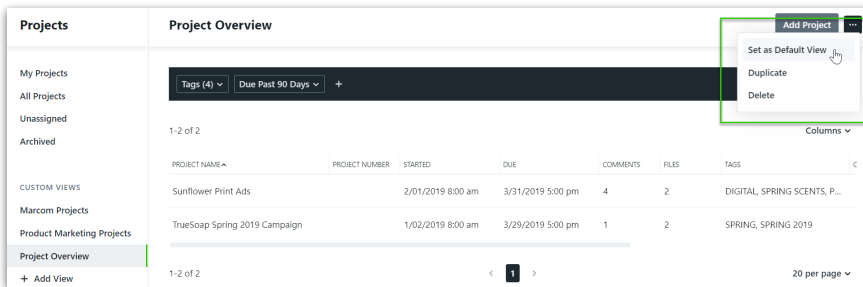 Projects
My Projects
All Projects
Unassigned
Archived
CUSTOM VIEWS
Marcom Projects
Product Marketing Projects
Project Overview
+ Add View
Project Overview
Add Project ...
Set as Default View
Duplicate
Delete
Tags (4) Due Past 90 Days +
1-2 of 2 Columns
PROJECT NAME PROJECT NUMBER STARTED DUE COMMENTS FILES TAGS C
Sunflower Print Ads 2/01/2019 8:00 am 3/31/2019 5:00 pm 4 2 DIGITAL, SPRING SCENTS, P...
TrueSoap Spring 2019 Campaign 1/02/2019 8:00 am 3/29/2019 5:00 pm 1 2 SPRING, SPRING 2019
1-2 of 2 < 1 > 20 per page